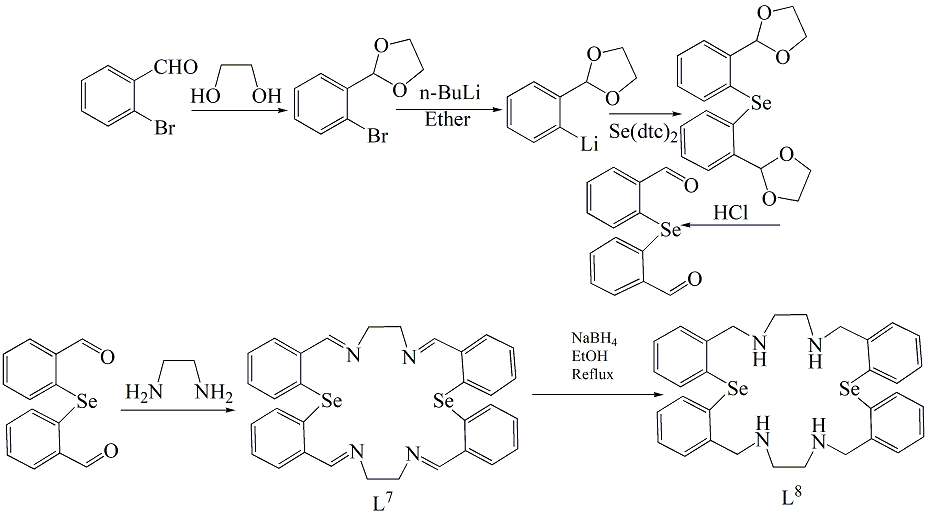 CHO
Br
HO
OH
O
O
Br
n-BuLi
Ether
O
O
Li
Se(dtc)2
O
O
Se
O
O
HCl
O
Se
O
O
Se
O
H2N
NH2
N
N
Se
Se
N
N
L7
NaBH4
EtOH
Reflux
N
H
N
H
Se
Se
H
N
H
N
L8